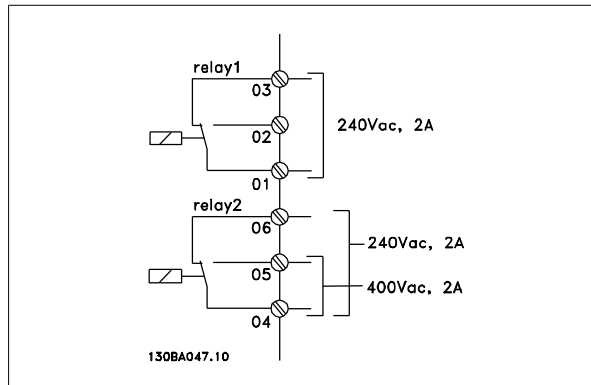 relay1
03
02
240Vac, 2A
01
relay2
06
240Vac, 2A
05
400Vac, 2A
04
130BA047.10